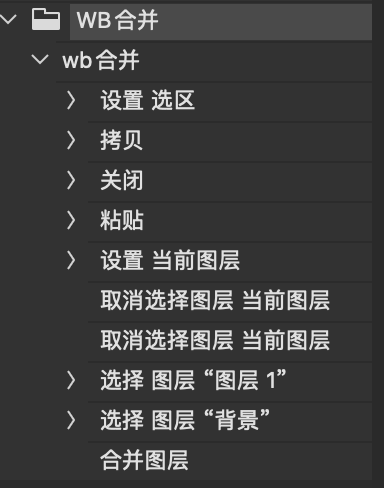 WB合并
wb合并
设置 选区
拷贝
关闭
粘贴
设置 当前图层
取消选择图层 当前图层
取消选择图层 当前图层
选择 图层 “图层 1”
选择 图层 “背景”
合并图层